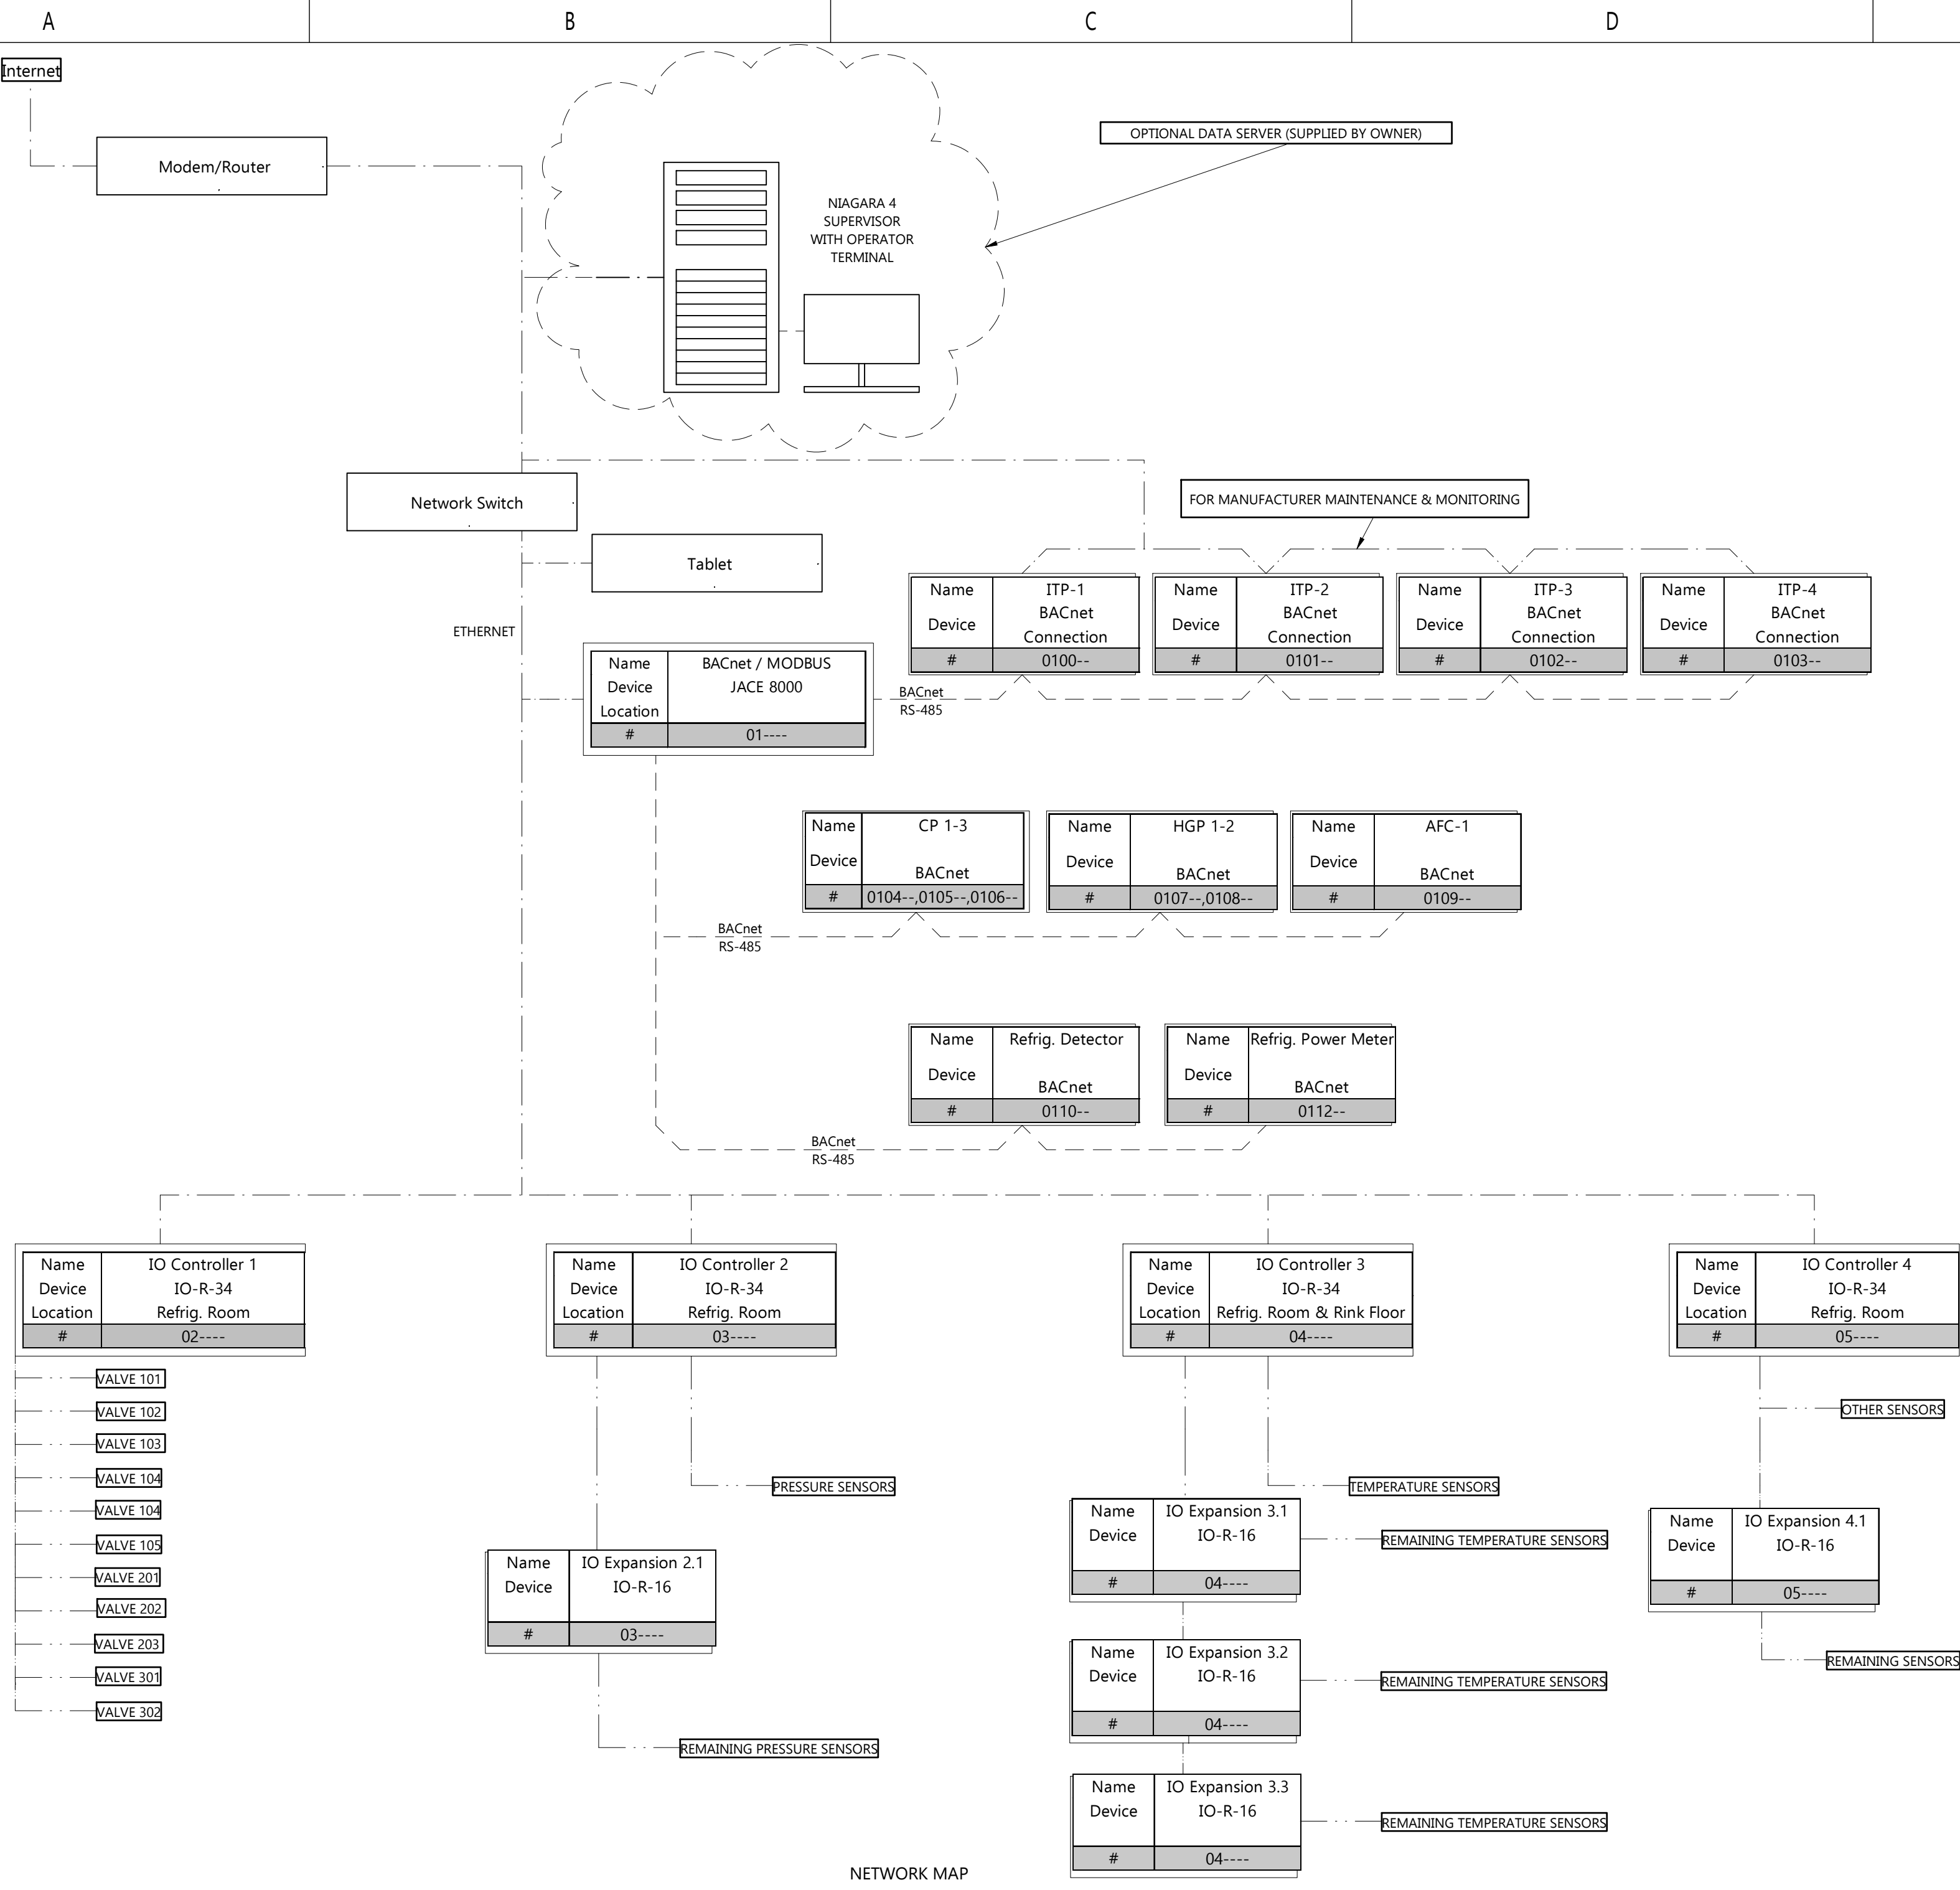 A
B
C
D
Internet
Modem/Router
OPTIONAL DATA SERVER (SUPPLIED BY OWNER)
NIAGARA 4
SUPERVISOR
WITH OPERATOR
TERMINAL
Network Switch
FOR MANUFACTURER MAINTENANCE & MONITORING
Tablet
ETHERNET
Name ITP-1
BACnet
Device
Connection
# 0100--
Name ITP-2
BACnet
Device
Connection
# 0101--
Name ITP-3
BACnet
Device
Connection
# 0102--
Name ITP-4
BACnet
Device
Connection
# 0103--
Name BACnet / MODBUS
Device JACE 8000
Location
# 01----
BACnet
RS-485
Name CP 1-3
Device
BACnet
# 0104--,0105--,0106--
Name HGP 1-2
Device
BACnet
# 0107--,0108--
Name AFC-1
Device
BACnet
# 0109--
BACnet
RS-485
Name Refrig. Detector
Device
BACnet
# 0110--
Name Refrig. Power Meter
Device
BACnet
# 0112--
BACnet
RS-485
Name IO Controller 1
Device IO-R-34
Location Refrig. Room
# 02----
VALVE 101
VALVE 102
VALVE 103
VALVE 104
VALVE 104
VALVE 105
VALVE 201
VALVE 202
VALVE 203
VALVE 301
VALVE 302
Name IO Controller 2
Device IO-R-34
Location Refrig. Room
# 03----
PRESSURE SENSORS
Name IO Expansion 2.1
Device IO-R-16
# 03----
REMAINING PRESSURE SENSORS
Name IO Controller 3
Device IO-R-34
Location Refrig. Room & Rink Floor
# 04----
TEMPERATURE SENSORS
Name IO Expansion 3.1
Device IO-R-16
# 04----
REMAINING TEMPERATURE SENSORS
Name IO Expansion 3.2
Device IO-R-16
# 04----
REMAINING TEMPERATURE SENSORS
Name IO Expansion 3.3
Device IO-R-16
# 04----
REMAINING TEMPERATURE SENSORS
Name IO Controller 4
Device IO-R-34
Location Refrig. Room
# 05----
OTHER SENSORS
Name IO Expansion 4.1
Device IO-R-16
# 05----
REMAINING SENSORS
NETWORK MAP